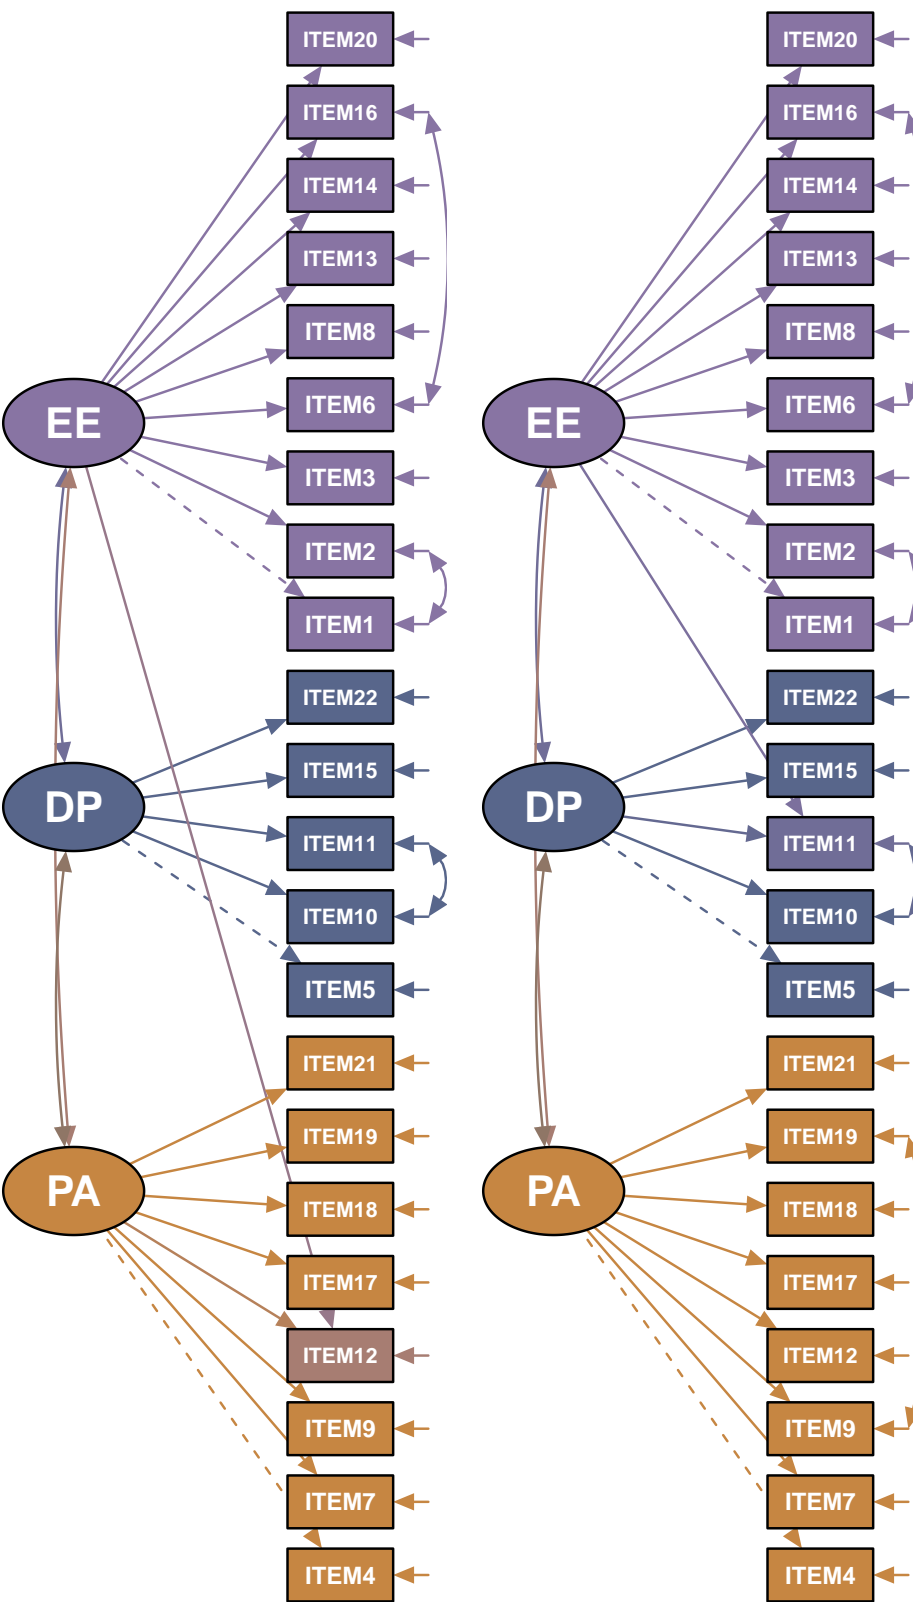 ITEM20
ITEM16
ITEM14
ITEM13
ITEM8
ITEM6
ITEM3
ITEM2
ITEM1
ITEM22
ITEM15
ITEM11
ITEM10
ITEM5
ITEM21
ITEM19
ITEM18
ITEM17
ITEM12
ITEM9
ITEM7
ITEM4
EE
DP
PA
ITEM20
ITEM16
ITEM14
ITEM13
ITEM8
ITEM6
ITEM3
ITEM2
ITEM1
ITEM22
ITEM15
ITEM11
ITEM10
ITEM5
ITEM21
ITEM19
ITEM18
ITEM17
ITEM12
ITEM9
ITEM7
ITEM4
EE
DP
PA